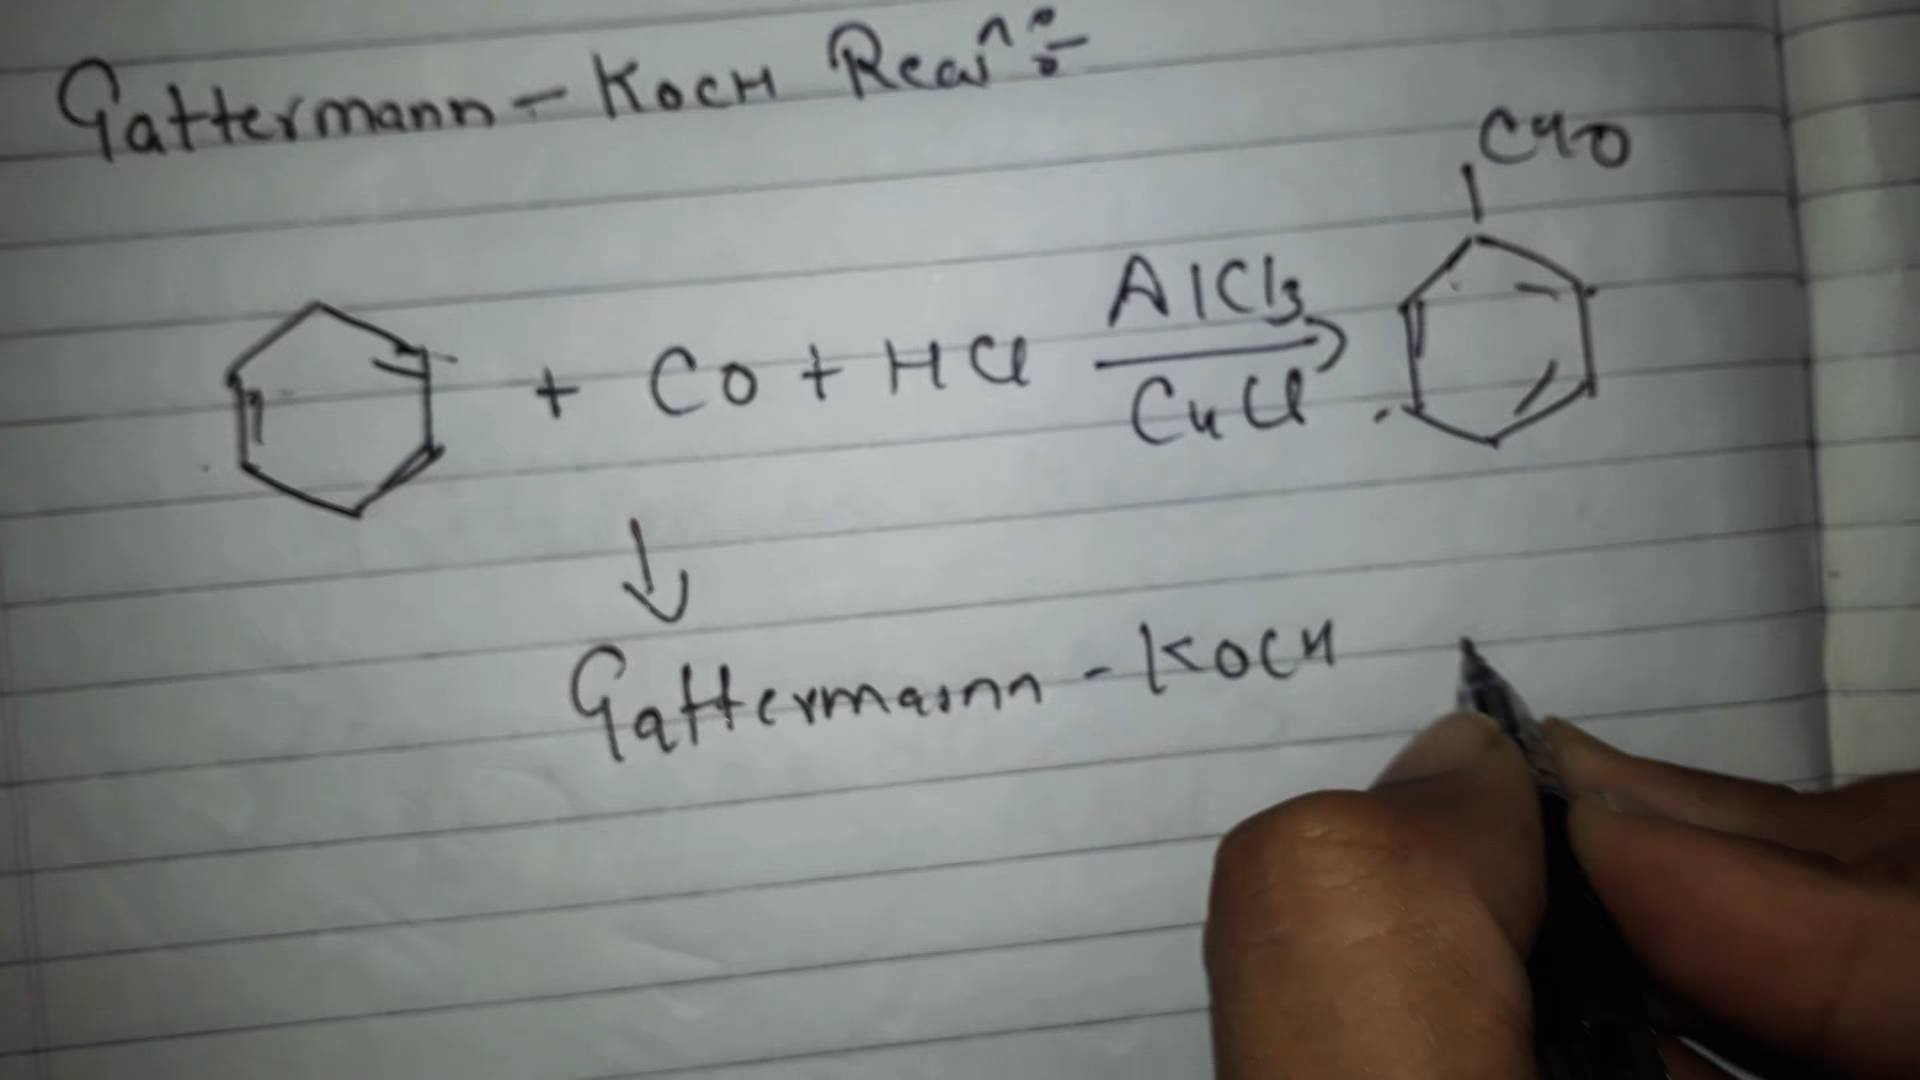 Gattermann - KocH Reaⁿ :-
CHO
+ Co + HCl AlCl3 CuCl
↓
Gattermann - KocH